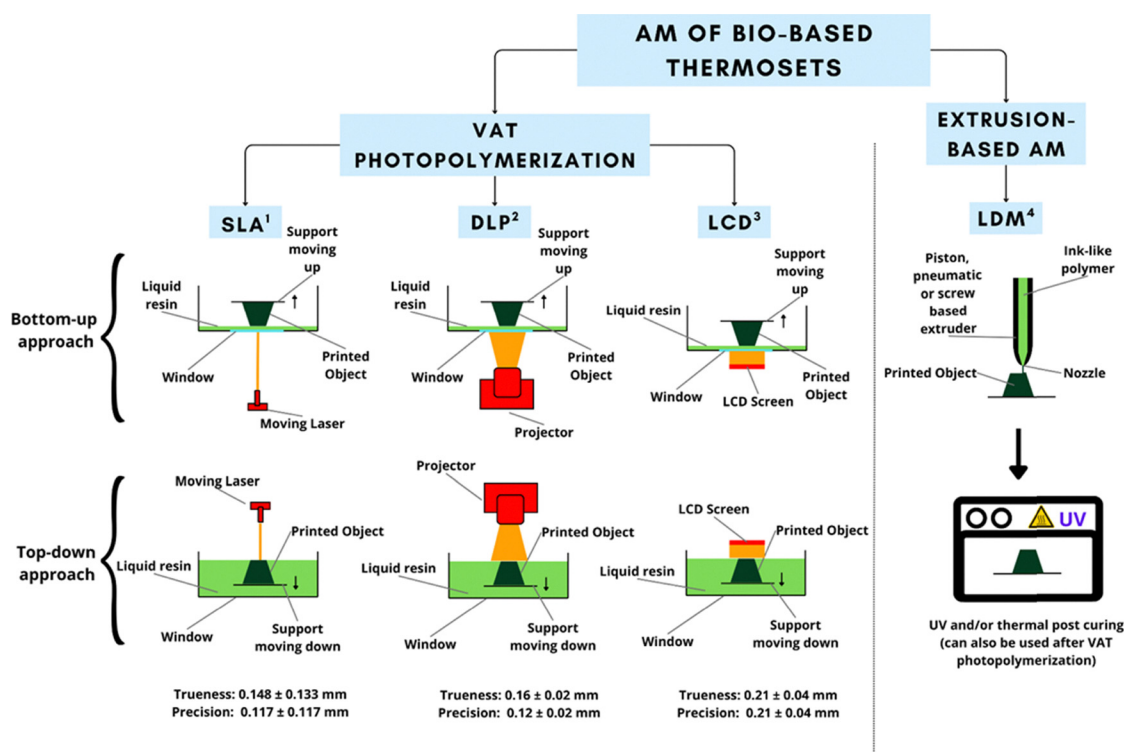 AM OF BIO-BASED
THERMOSETS
VAT
PHOTOPOLYMERIZATION
EXTRUSION-
BASED AM
SLA¹
DLP²
LCD³
LDM⁴
Bottom-up
approach
Liquid
resin
Support
moving
up
Window
Printed
Object
Moving Laser
Liquid
resin
Support
moving
up
Window
Printed
Object
Projector
Liquid resin
Support
moving
up
Window
LCD Screen
Printed
Object
Piston,
pneumatic
or screw
based
extruder
Ink-like
polymer
Printed Object
Nozzle
Top-down
approach
Moving Laser
Printed Object
Liquid resin
Window
Support
moving down
Projector
Printed Object
Liquid resin
Window
Support
moving down
LCD Screen
Printed Object
Liquid resin
Window
Support
moving down
UV
UV and/or thermal post curing
(can also be used after VAT
photopolymerization)
Trueness: 0.148 ± 0.133 mm
Precision: 0.117 ± 0.117 mm
Trueness: 0.16 ± 0.02 mm
Precision: 0.12 ± 0.02 mm
Trueness: 0.21 ± 0.04 mm
Precision: 0.21 ± 0.04 mm